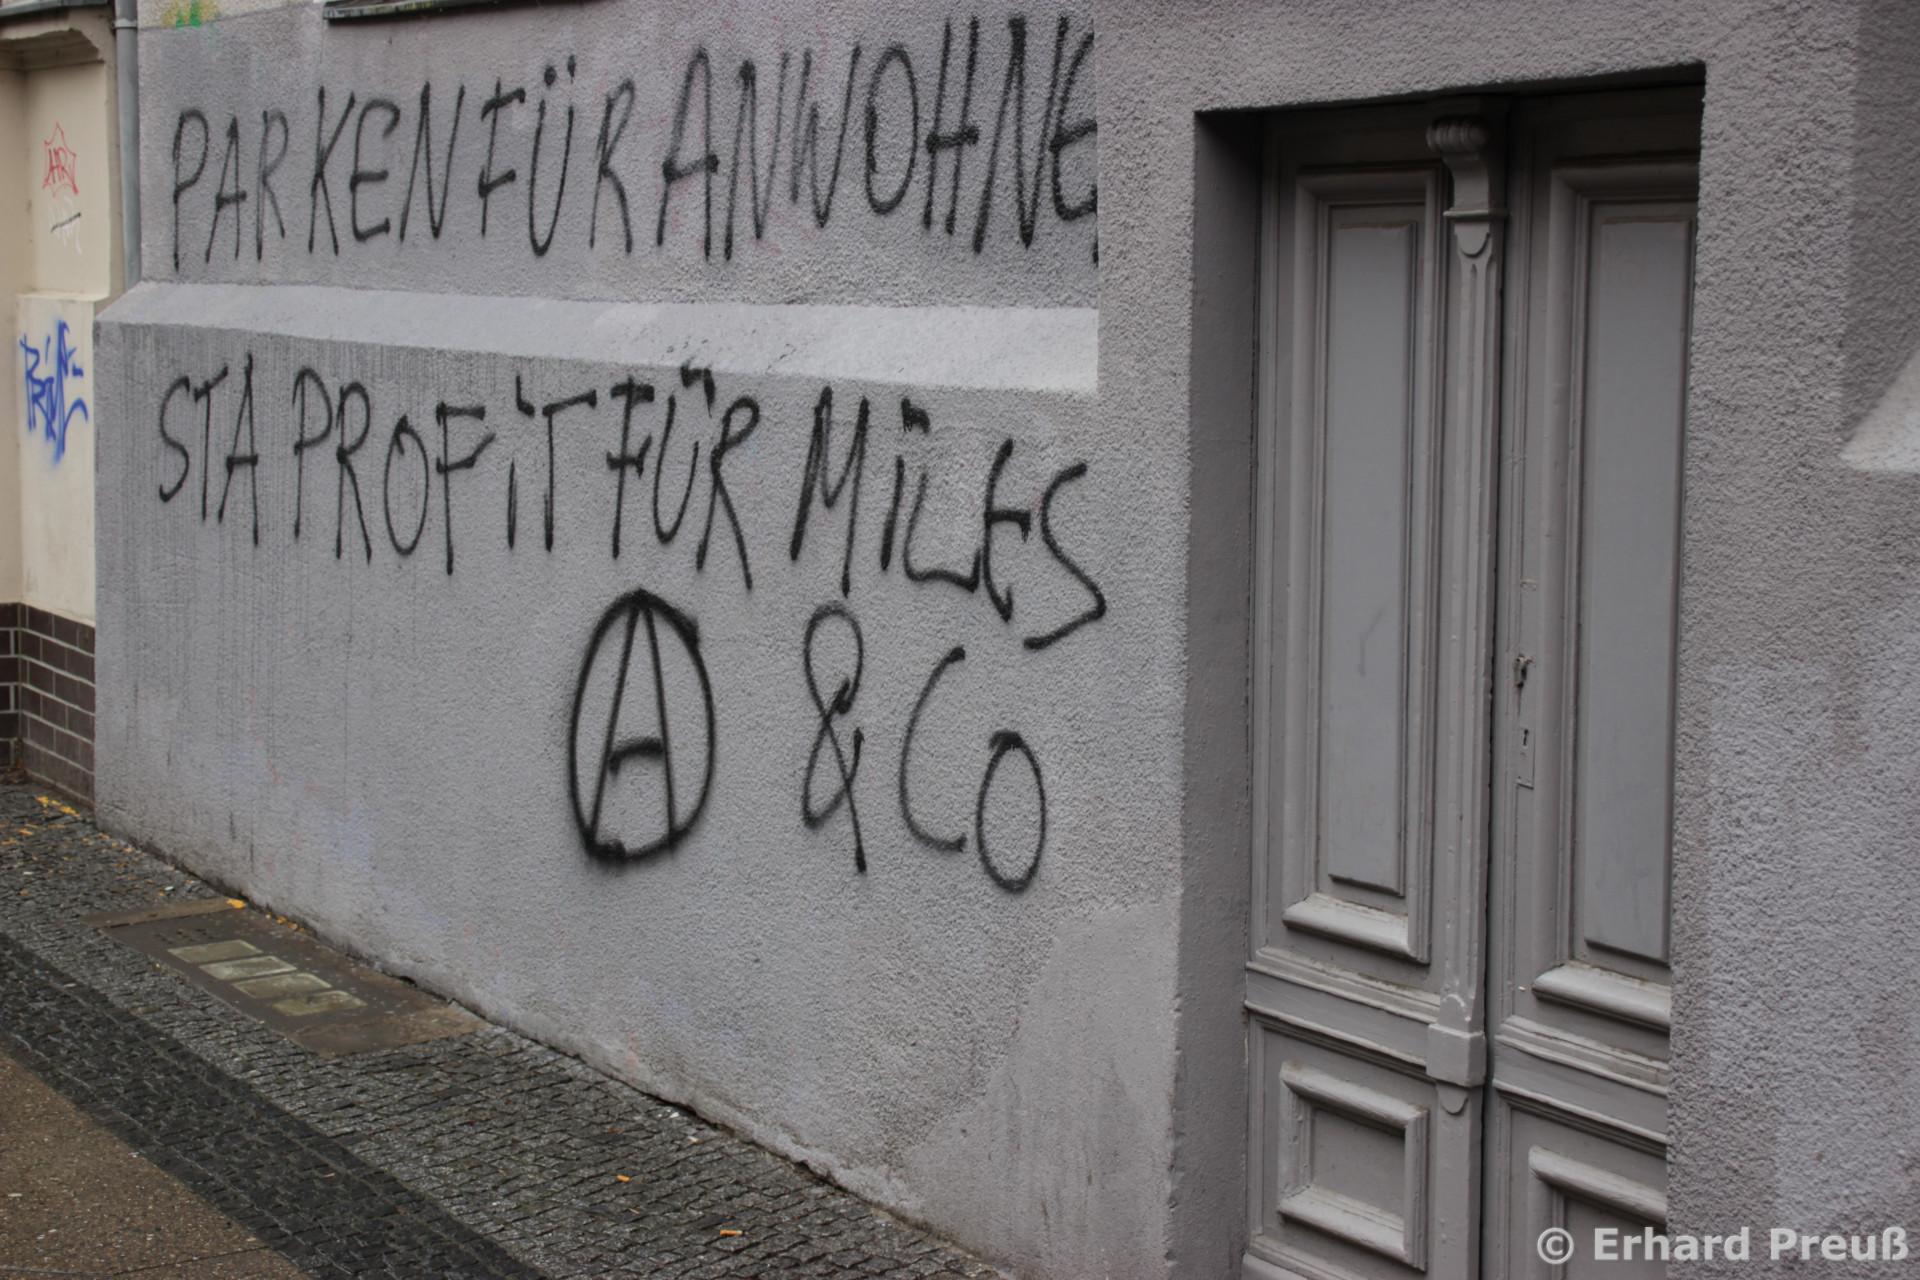 PARKEN FÜR ANWOHNE
STA PROFiT FÜR MiLES
& Co
A
© Erhard Preuß